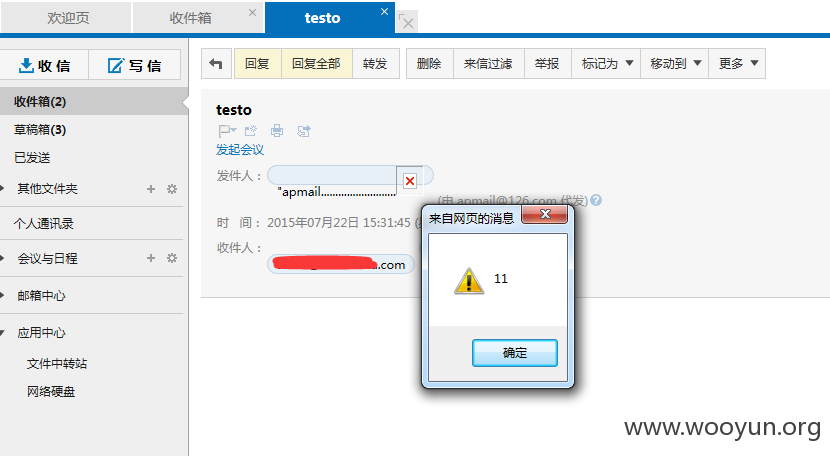 欢迎页 收件箱 testo
收信 写信
回复 回复全部 转发 删除 来信过滤 举报 标记为 移动到 更多
收件箱(2)
草稿箱(3)
已发送
其他文件夹
个人通讯录
会议与日程
邮箱中心
应用中心
文件中转站
网络硬盘
testo
发起会议
发件人：
"apmail..........................
(由 apmail@126.com 代发)
时 间： 2015年07月22日 15:31:45
收件人：
.com
来自网页的消息
11
确定
www.wooyun.org